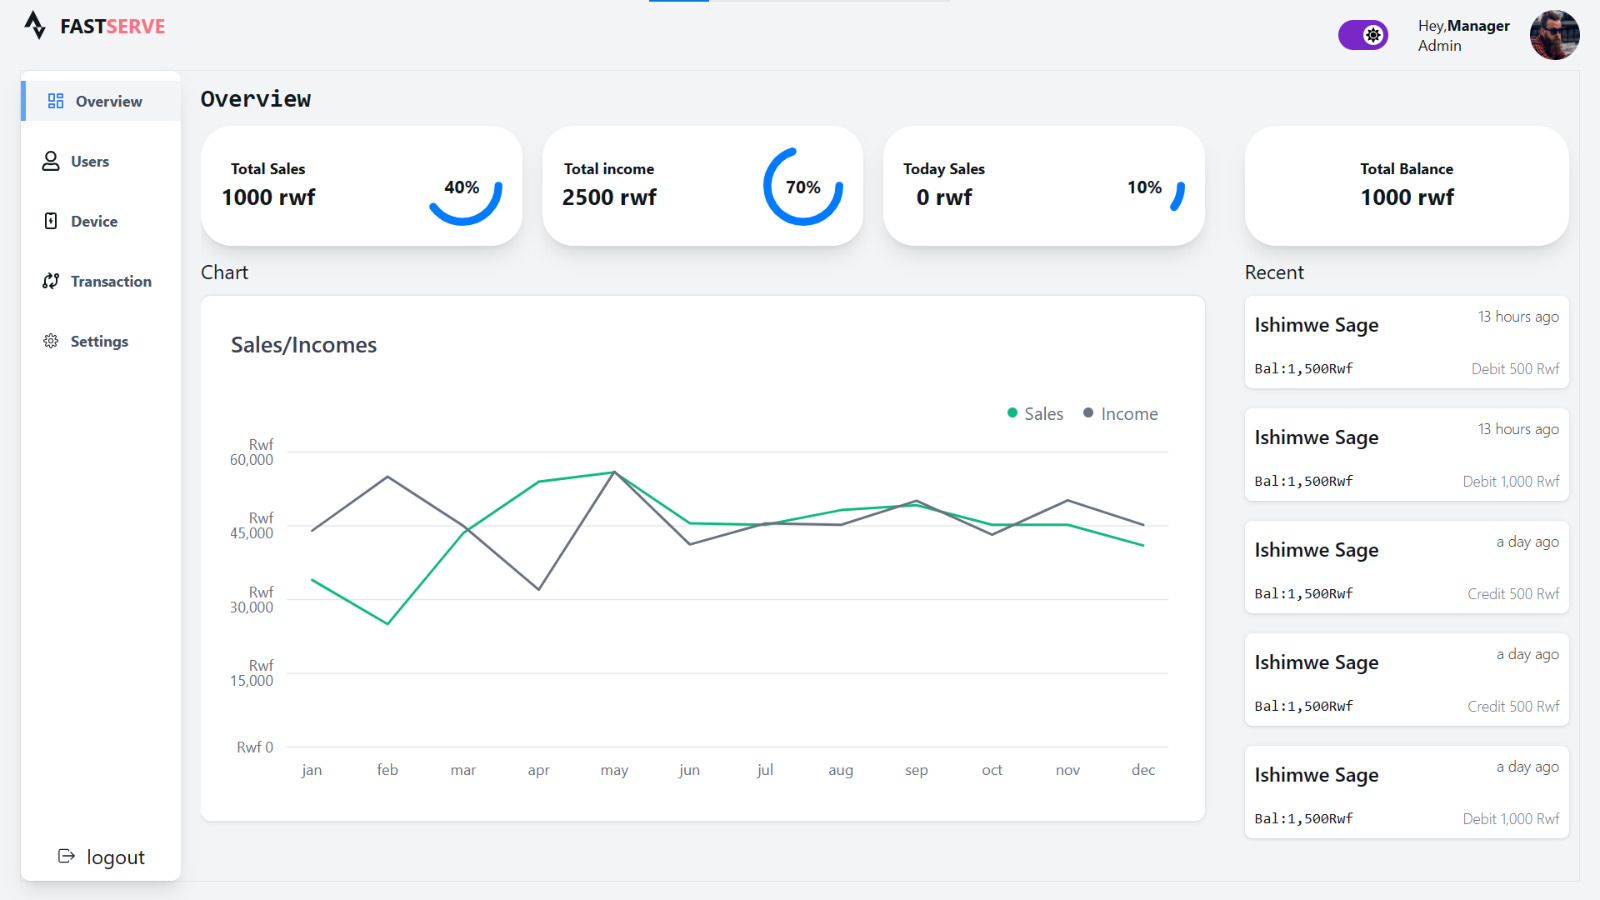 FASTSERVE
Hey,Manager
Admin
Overview
Users
Device
Transaction
Settings
logout
Overview
Total Sales
1000 rwf
40%
Total income
2500 rwf
70%
Today Sales
0 rwf
10%
Total Balance
1000 rwf
Chart
Sales/Incomes
Sales
Income
Rwf
60,000
Rwf
45,000
Rwf
30,000
Rwf
15,000
Rwf 0
jan feb mar apr may jun jul aug sep oct nov dec
Recent
Ishimwe Sage
13 hours ago
Bal:1,500Rwf
Debit 500 Rwf
Ishimwe Sage
13 hours ago
Bal:1,500Rwf
Debit 1,000 Rwf
Ishimwe Sage
a day ago
Bal:1,500Rwf
Credit 500 Rwf
Ishimwe Sage
a day ago
Bal:1,500Rwf
Credit 500 Rwf
Ishimwe Sage
a day ago
Bal:1,500Rwf
Debit 1,000 Rwf